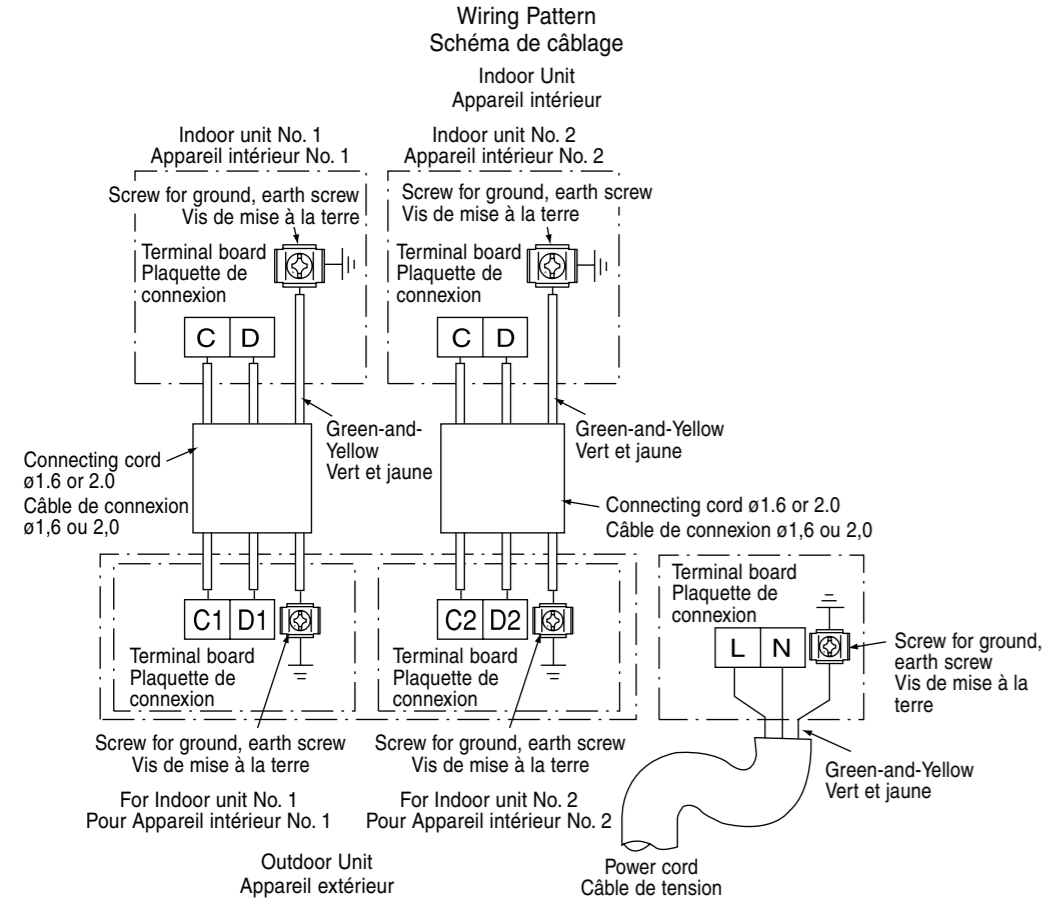 Wiring Pattern
Schéma de câblage
Indoor Unit
Appareil intérieur
Indoor unit No. 1
Appareil intérieur No. 1
Indoor unit No. 2
Appareil intérieur No. 2
Screw for ground, earth screw
Vis de mise à la terre
Screw for ground, earth screw
Vis de mise à la terre
Terminal board
Plaquette de
connexion
Terminal board
Plaquette de
connexion
C D
C D
Green-and-
Yellow
Vert et jaune
Green-and-Yellow
Vert et jaune
Connecting cord
ø1.6 or 2.0
Câble de connexion
ø1,6 ou 2,0
Connecting cord ø1.6 or 2.0
Câble de connexion ø1,6 ou 2,0
C1 D1
Terminal board
Plaquette de
connexion
C2 D2
Terminal board
Plaquette de
connexion
Terminal board
Plaquette de
connexion
L N
Screw for ground,
earth screw
Vis de mise à la
terre
Screw for ground, earth screw
Vis de mise à la terre
Screw for ground, earth screw
Vis de mise à la terre
Green-and-Yellow
Vert et jaune
For Indoor unit No. 1
Pour Appareil intérieur No. 1
For Indoor unit No. 2
Pour Appareil intérieur No. 2
Outdoor Unit
Appareil extérieur
Power cord
Câble de tension